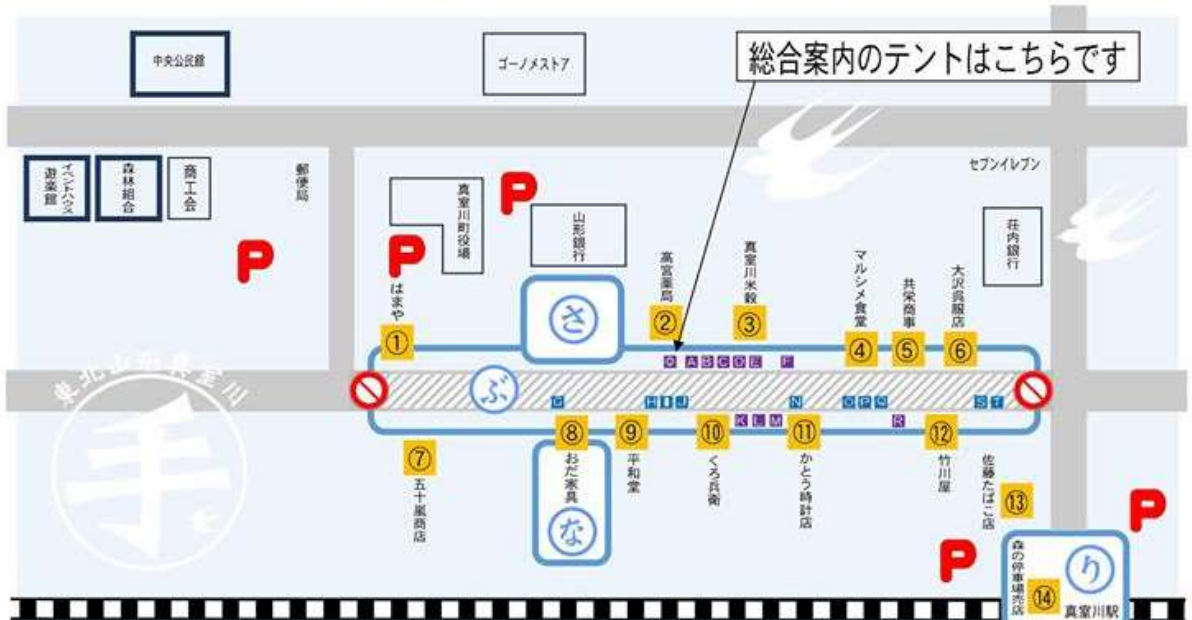 中央公民館
ゴーノメストア
総合案内のテントはこちらです
イベントハウス
遊楽館
森林組合
商工会
郵便局
真室川町役場
P
山形銀行
セブンイレブン
荘内銀行
P
P
はまや
①
さ
高宮薬局
②
真室川米穀
③
マルシメ食堂
④
共栄商事
⑤
大沢呉服店
⑥
A B C D E F
ぶ
G H I J
N
O P Q
S T
K L M
R
東北山形真室川
手
⑦
五十嵐商店
⑧
おだ家具
な
⑨
平和堂
⑩
くろ兵衛
⑪
かとう時計店
⑫
竹川屋
佐藤たばこ店
⑬
P
P
森の停車場売店
⑭
り
真室川駅